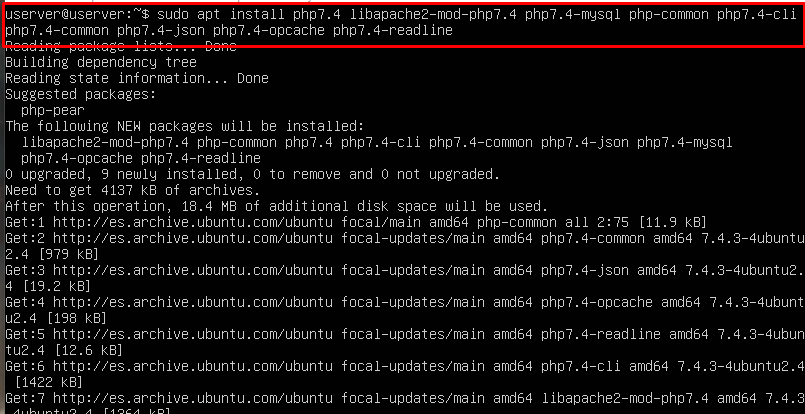 userver@userver:~$ sudo apt install php7.4 libapache2-mod-php7.4 php7.4-mysql php-common php7.4-cli
php7.4-common php7.4-json php7.4-opcache php7.4-readline
Reading package lists... Done
Building dependency tree
Reading state information... Done
Suggested packages:
  php-pear
The following NEW packages will be installed:
  libapache2-mod-php7.4 php-common php7.4 php7.4-cli php7.4-common php7.4-json php7.4-mysql
  php7.4-opcache php7.4-readline
0 upgraded, 9 newly installed, 0 to remove and 0 not upgraded.
Need to get 4137 kB of archives.
After this operation, 18.4 MB of additional disk space will be used.
Get:1 http://es.archive.ubuntu.com/ubuntu focal/main amd64 php-common all 2:75 [11.9 kB]
Get:2 http://es.archive.ubuntu.com/ubuntu focal-updates/main amd64 php7.4-common amd64 7.4.3-4ubuntu
2.4 [979 kB]
Get:3 http://es.archive.ubuntu.com/ubuntu focal-updates/main amd64 php7.4-json amd64 7.4.3-4ubuntu2.
4 [19.2 kB]
Get:4 http://es.archive.ubuntu.com/ubuntu focal-updates/main amd64 php7.4-opcache amd64 7.4.3-4ubunt
u2.4 [198 kB]
Get:5 http://es.archive.ubuntu.com/ubuntu focal-updates/main amd64 php7.4-readline amd64 7.4.3-4ubun
tu2.4 [12.6 kB]
Get:6 http://es.archive.ubuntu.com/ubuntu focal-updates/main amd64 php7.4-cli amd64 7.4.3-4ubuntu2.4
 [1422 kB]
Get:7 http://es.archive.ubuntu.com/ubuntu focal-updates/main amd64 libapache2-mod-php7.4 amd64 7.4.3
-4ubuntu2.4 [1364 kB]